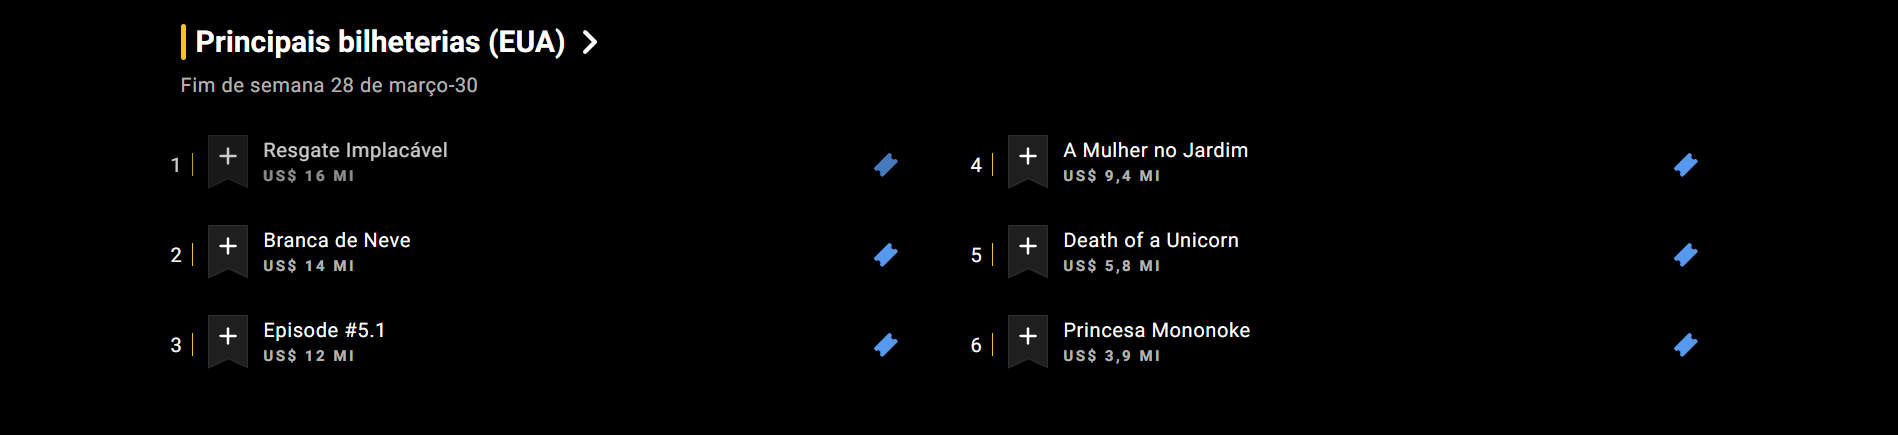 Principais bilheterias (EUA)
Fim de semana 28 de março-30
1
Resgate Implacável
US$ 16 MI
2
Branca de Neve
US$ 14 MI
3
Episode #5.1
US$ 12 MI
4
A Mulher no Jardim
US$ 9,4 MI
5
Death of a Unicorn
US$ 5,8 MI
6
Princesa Mononoke
US$ 3,9 MI